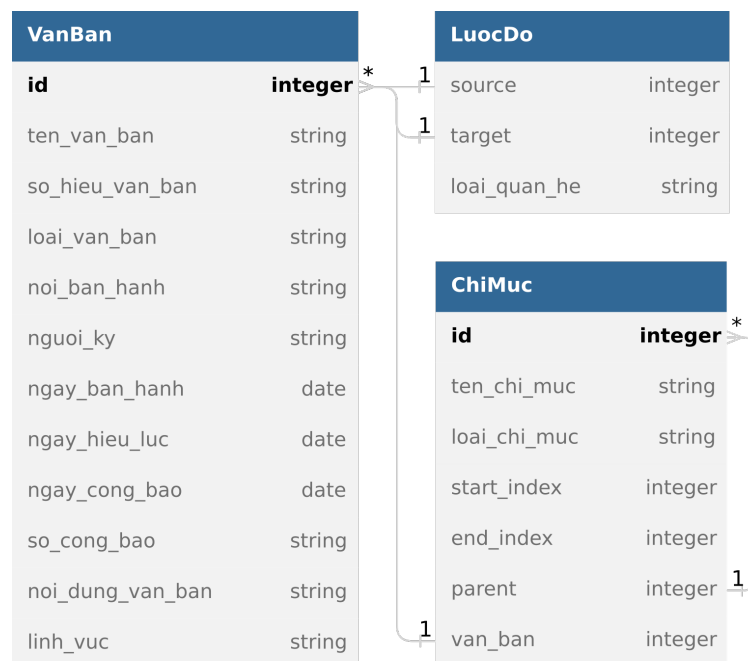 VanBan
id integer *
ten_van_ban string
so_hieu_van_ban string
loai_van_ban string
noi_ban_hanh string
nguoi_ky string
ngay_ban_hanh date
ngay_hieu_luc date
ngay_cong_bao date
so_cong_bao string
noi_dung_van_ban string
linh_vuc string
LuocDo
1 source integer
1 target integer
loai_quan_he string
ChiMuc
id integer *
ten_chi_muc string
loai_chi_muc string
start_index integer
end_index integer
parent integer 1
1 van_ban integer